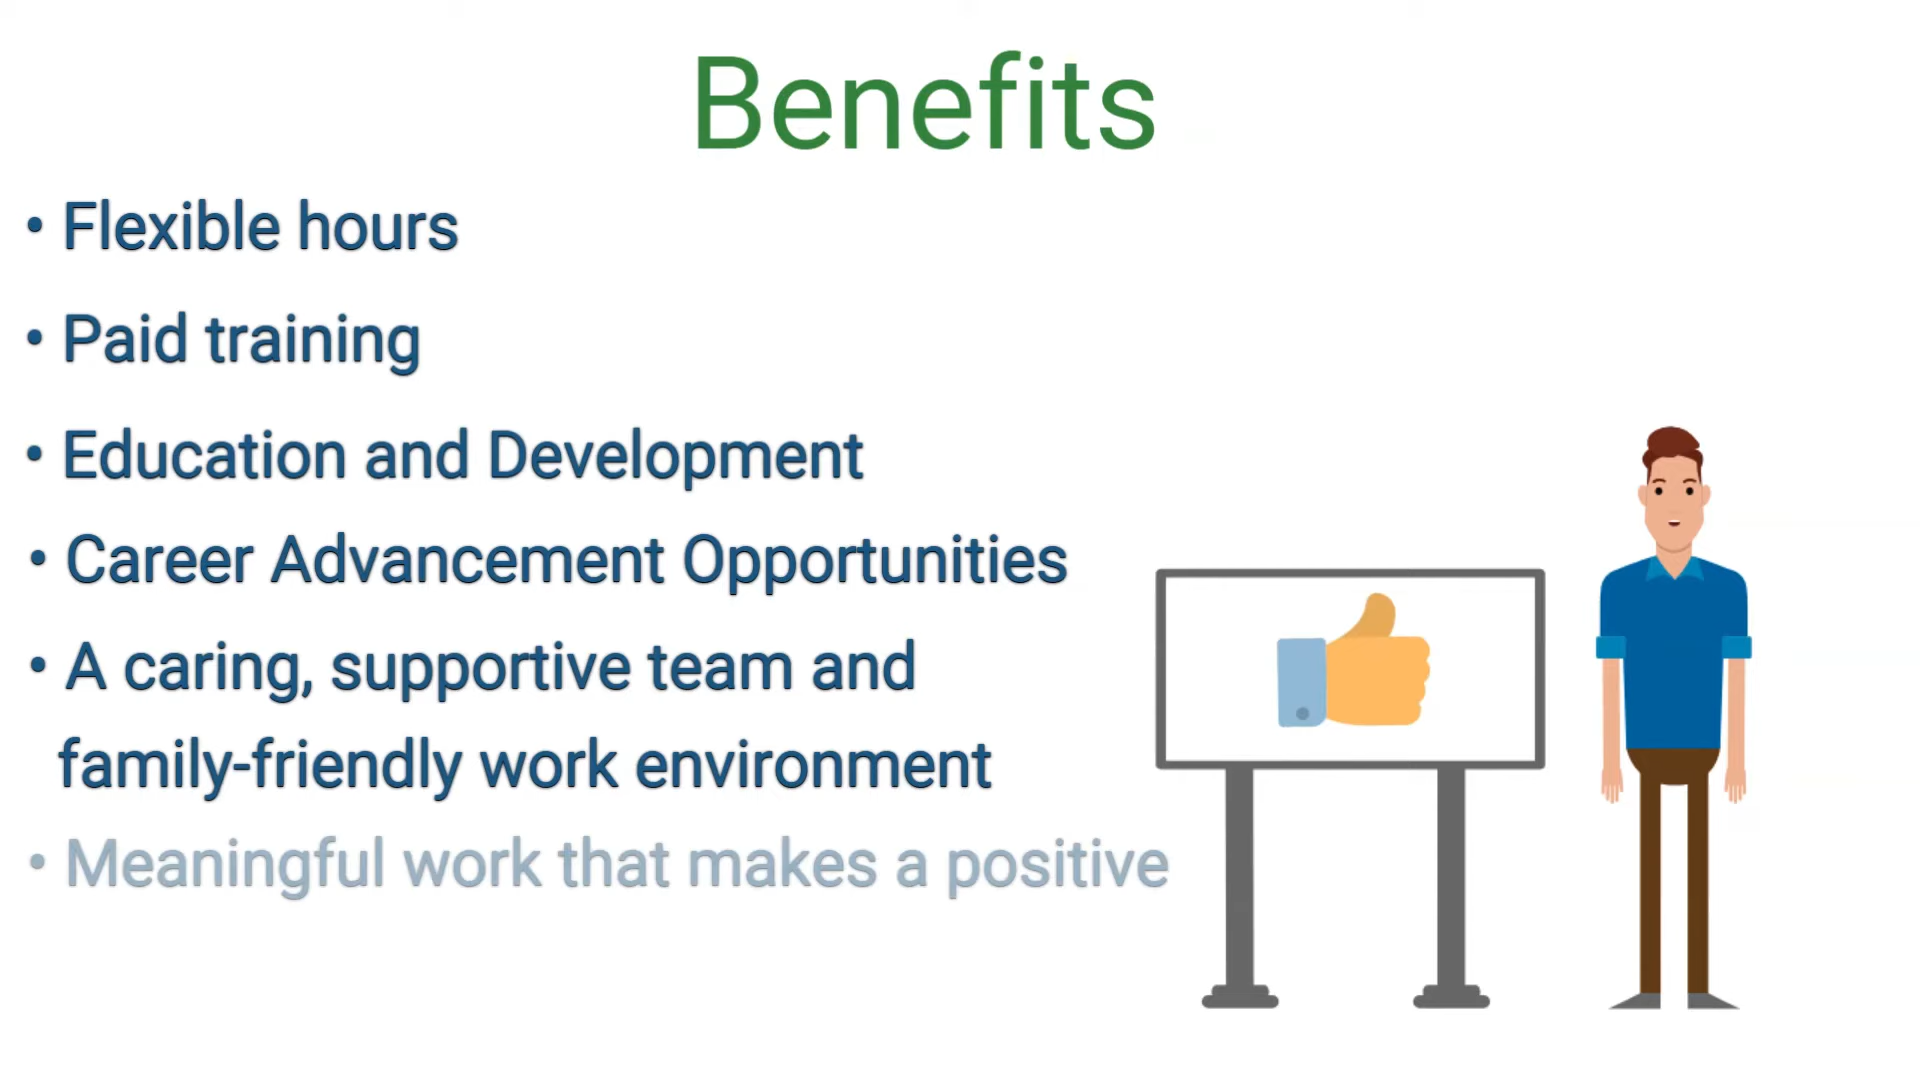 Benefits
• Flexible hours
• Paid training
• Education and Development
• Career Advancement Opportunities
• A caring, supportive team and
family-friendly work environment
• Meaningful work that makes a positive